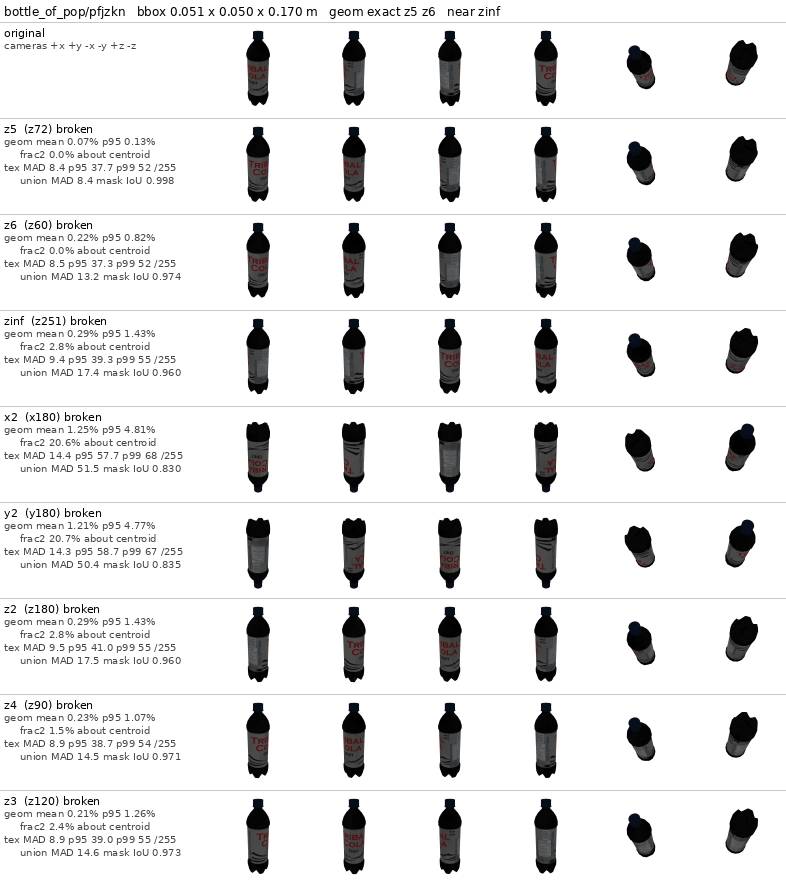 bottle_of_pop/pfjzkn bbox 0.051 x 0.050 x 0.170 m geom exact z5 z6 near zinf
original
cameras +x +y -x -y +z -z
z5 (z72) broken
geom mean 0.07% p95 0.13%
frac2 0.0% about centroid
tex MAD 8.4 p95 37.7 p99 52 /255
union MAD 8.4 mask IoU 0.998
z6 (z60) broken
geom mean 0.22% p95 0.82%
frac2 0.0% about centroid
tex MAD 8.5 p95 37.3 p99 52 /255
union MAD 13.2 mask IoU 0.974
zinf (z251) broken
geom mean 0.29% p95 1.43%
frac2 2.8% about centroid
tex MAD 9.4 p95 39.3 p99 55 /255
union MAD 17.4 mask IoU 0.960
x2 (x180) broken
geom mean 1.25% p95 4.81%
frac2 20.6% about centroid
tex MAD 14.4 p95 57.7 p99 68 /255
union MAD 51.5 mask IoU 0.830
y2 (y180) broken
geom mean 1.21% p95 4.77%
frac2 20.7% about centroid
tex MAD 14.3 p95 58.7 p99 67 /255
union MAD 50.4 mask IoU 0.835
z2 (z180) broken
geom mean 0.29% p95 1.43%
frac2 2.8% about centroid
tex MAD 9.5 p95 41.0 p99 55 /255
union MAD 17.5 mask IoU 0.960
z4 (z90) broken
geom mean 0.23% p95 1.07%
frac2 1.5% about centroid
tex MAD 8.9 p95 38.7 p99 54 /255
union MAD 14.5 mask IoU 0.971
z3 (z120) broken
geom mean 0.21% p95 1.26%
frac2 2.4% about centroid
tex MAD 8.9 p95 39.0 p99 55 /255
union MAD 14.6 mask IoU 0.973